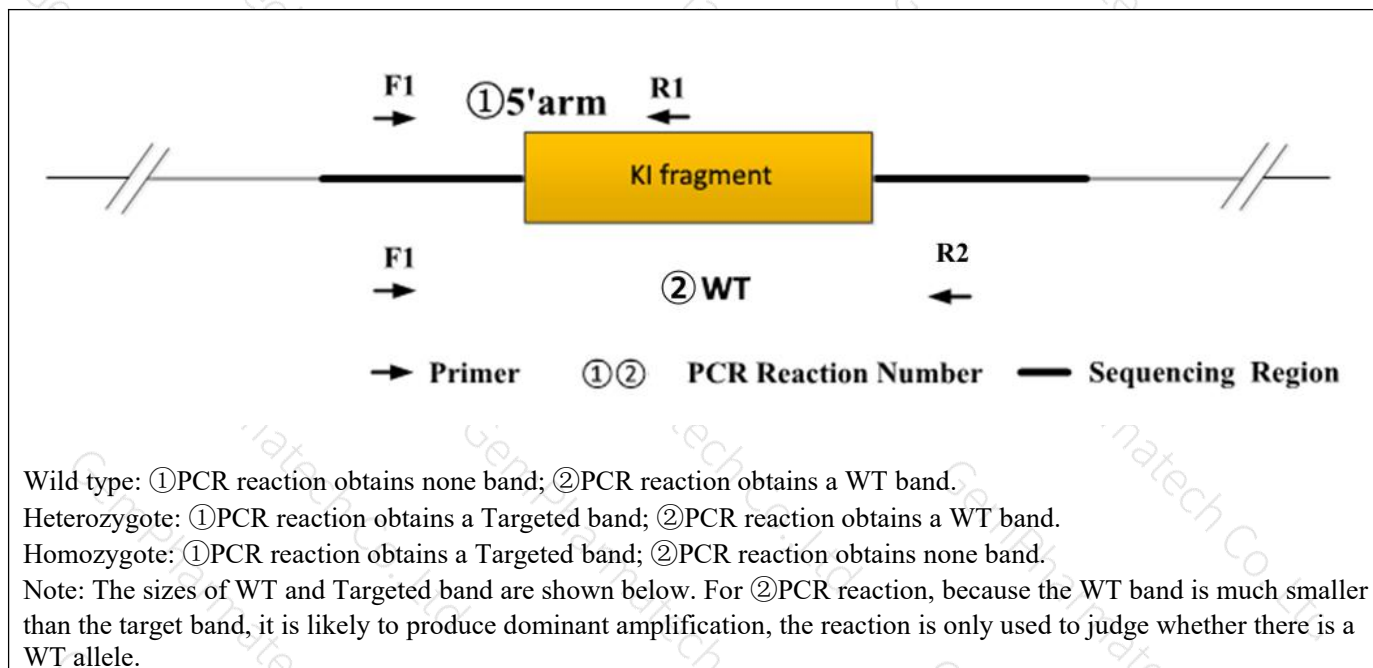 F1 ①5'arm R1
KI fragment
F1 ②WT R2
Primer ①② PCR Reaction Number Sequencing Region
Wild type: ①PCR reaction obtains none band; ②PCR reaction obtains a WT band.
Heterozygote: ①PCR reaction obtains a Targeted band; ②PCR reaction obtains a WT band.
Homozygote: ①PCR reaction obtains a Targeted band; ②PCR reaction obtains none band.
Note: The sizes of WT and Targeted band are shown below. For ②PCR reaction, because the WT band is much smaller
than the target band, it is likely to produce dominant amplification, the reaction is only used to judge whether there is a
WT allele.